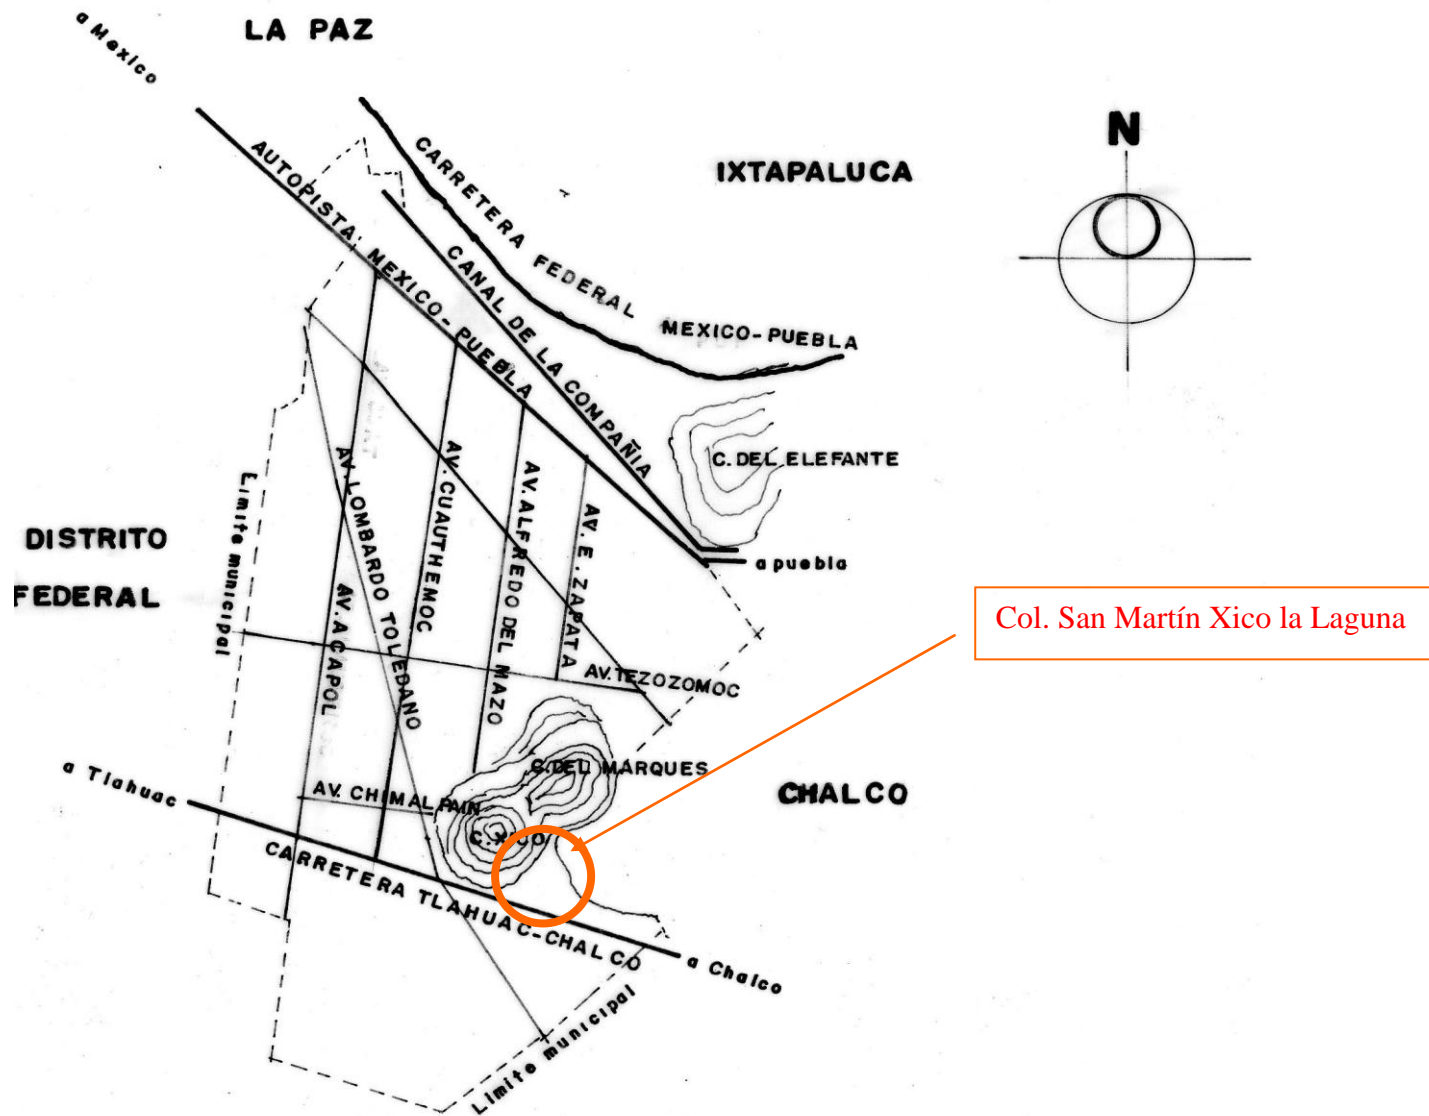 a Mexico
LA PAZ
N
CARRETERA FEDERAL MEXICO-PUEBLA
IXTAPALUCA
AUTOPISTA MEXICO-PUEBLA
CANAL DE LA COMPAÑIA
C. DEL ELEFANTE
a puebla
DISTRITO
FEDERAL
Limite municipal
AV. LOMBARDO TOLEDANO
AV. CUAUTHEMOC
AV. ALFREDO DEL MAZO
AV. E. ZAPATA
AV. ACAPOL
AV. TEZOZOMOC
Col. San Martín Xico la Laguna
C. DEL MARQUES
CHALCO
a Tlahuac
AV. CHIMALPAIN
C. XICO
CARRETERA TLAHUAC-CHALCO
a Chalco
Limite municipal